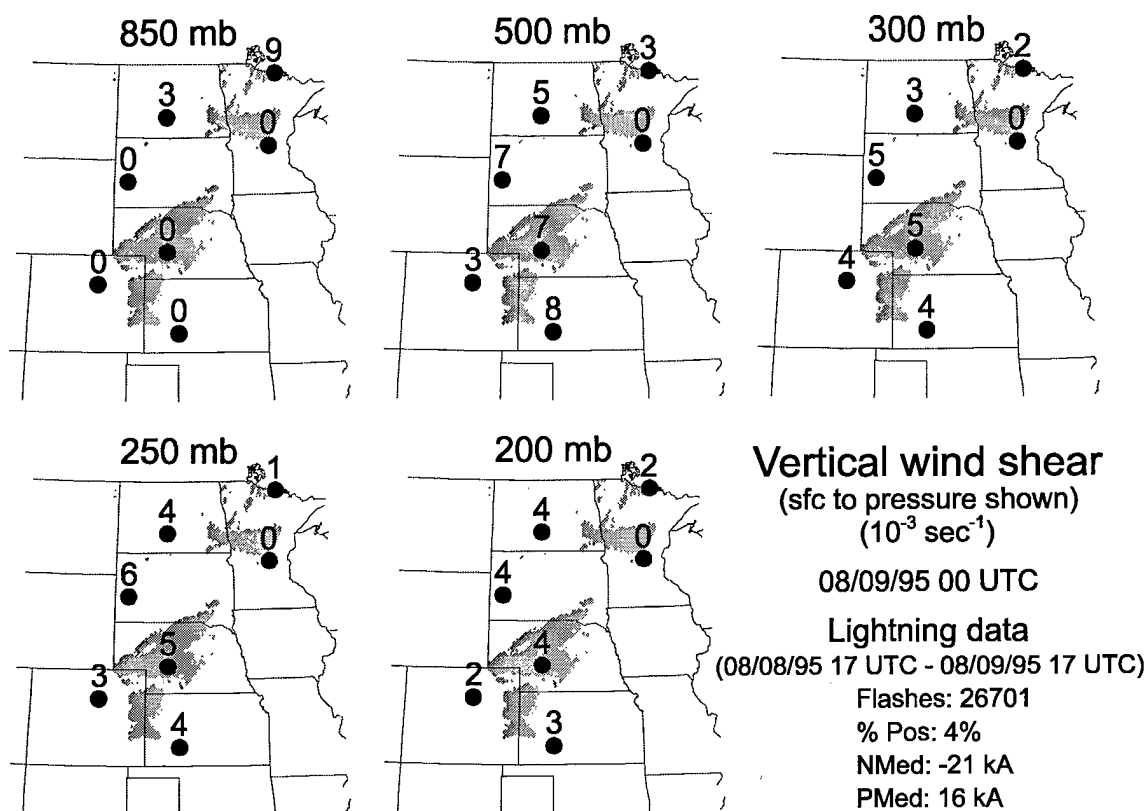 850 mb
9
3
0
0
0
0
0
500 mb
3
5
0
7
7
3
8
300 mb
2
3
0
5
5
4
4
250 mb
1
4
0
6
5
3
4
200 mb
2
4
0
4
4
2
3
Vertical wind shear
(sfc to pressure shown)
(10⁻³ sec⁻¹)
08/09/95 00 UTC
Lightning data
(08/08/95 17 UTC - 08/09/95 17 UTC)
Flashes: 26701
% Pos: 4%
NMed: -21 kA
PMed: 16 kA